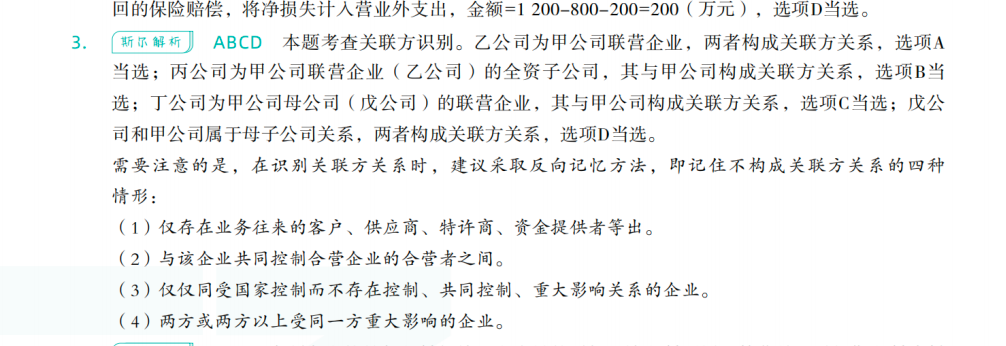 回的保险赔偿，将净损失计入营业外支出，金额=1 200-800-200=200（万元），选项D当选。
3. 斯尔解析 ABCD 本题考查关联方识别。乙公司为甲公司联营企业，两者构成关联方关系，选项A
当选；丙公司为甲公司联营企业（乙公司）的全资子公司，其与甲公司构成关联方关系，选项B当
选；丁公司为甲公司母公司（戊公司）的联营企业，其与甲公司构成关联方关系，选项C当选；戊公
司和甲公司属于母子公司关系，两者构成关联方关系，选项D当选。
需要注意的是，在识别关联方关系时，建议采取反向记忆方法，即记住不构成关联方关系的四种
情形：
（1）仅存在业务往来的客户、供应商、特许商、资金提供者等出。
（2）与该企业共同控制合营企业的合营者之间。
（3）仅仅同受国家控制而不存在控制、共同控制、重大影响关系的企业。
（4）两方或两方以上受同一方重大影响的企业。